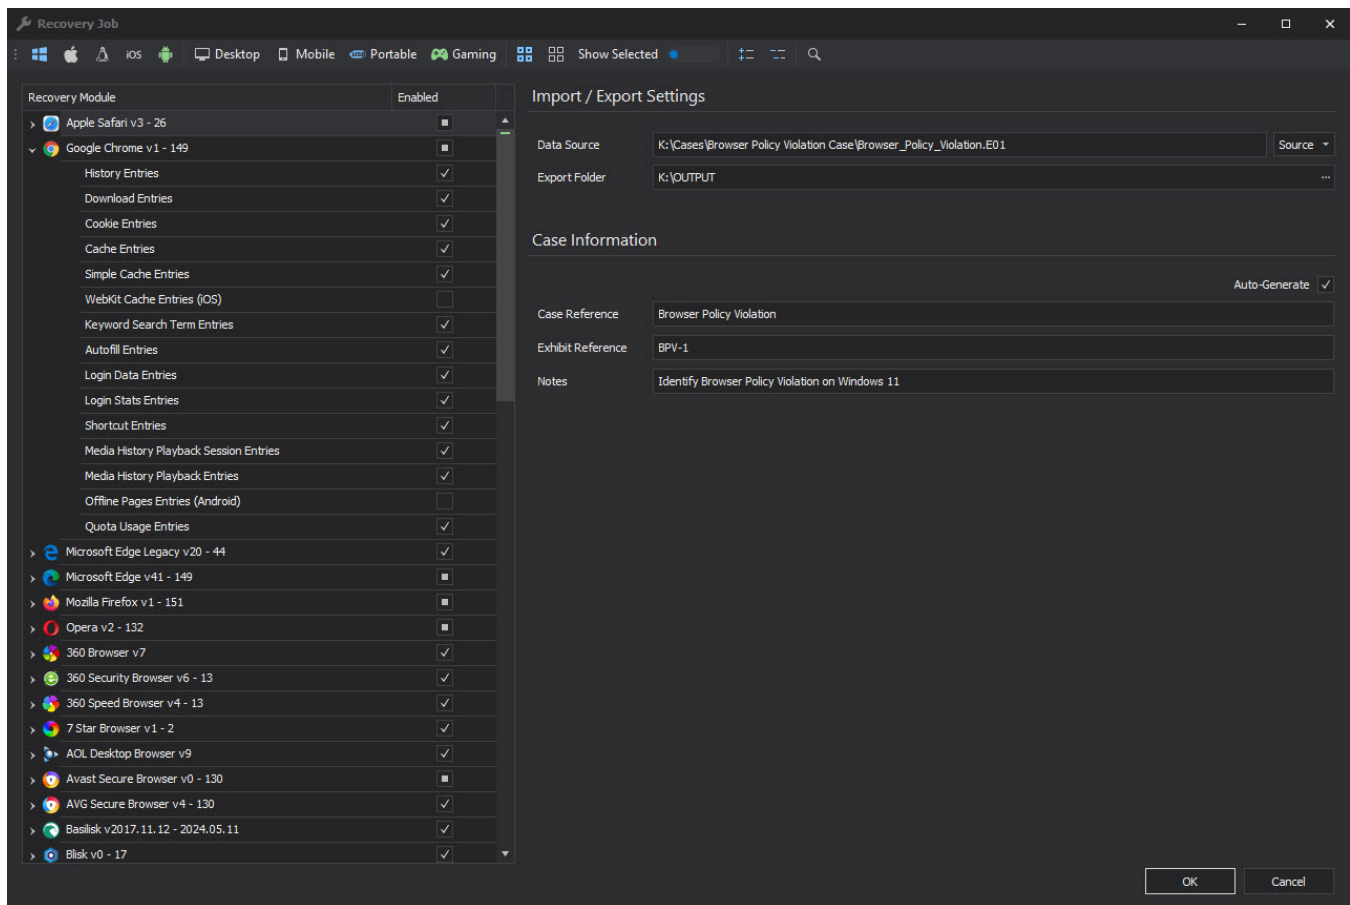 Recovery Job
iOS Desktop Mobile Portable Gaming Show Selected
Recovery Module Enabled
Apple Safari v3 - 26
Google Chrome v1 - 149
History Entries
Download Entries
Cookie Entries
Cache Entries
Simple Cache Entries
WebKit Cache Entries (iOS)
Keyword Search Term Entries
Autofill Entries
Login Data Entries
Login Stats Entries
Shortcut Entries
Media History Playback Session Entries
Media History Playback Entries
Offline Pages Entries (Android)
Quota Usage Entries
Microsoft Edge Legacy v20 - 44
Microsoft Edge v41 - 149
Mozilla Firefox v1 - 151
Opera v2 - 132
360 Browser v7
360 Security Browser v6 - 13
360 Speed Browser v4 - 13
7 Star Browser v1 - 2
AOL Desktop Browser v9
Avast Secure Browser v0 - 130
AVG Secure Browser v4 - 130
Basilisk v2017.11.12 - 2024.05.11
Blisk v0 - 17
Import / Export Settings
Data Source K:\Cases\Browser Policy Violation Case\Browser_Policy_Violation.E01 Source
Export Folder K:\OUTPUT ...
Case Information
Auto-Generate
Case Reference Browser Policy Violation
Exhibit Reference BPV-1
Notes Identify Browser Policy Violation on Windows 11
OK Cancel